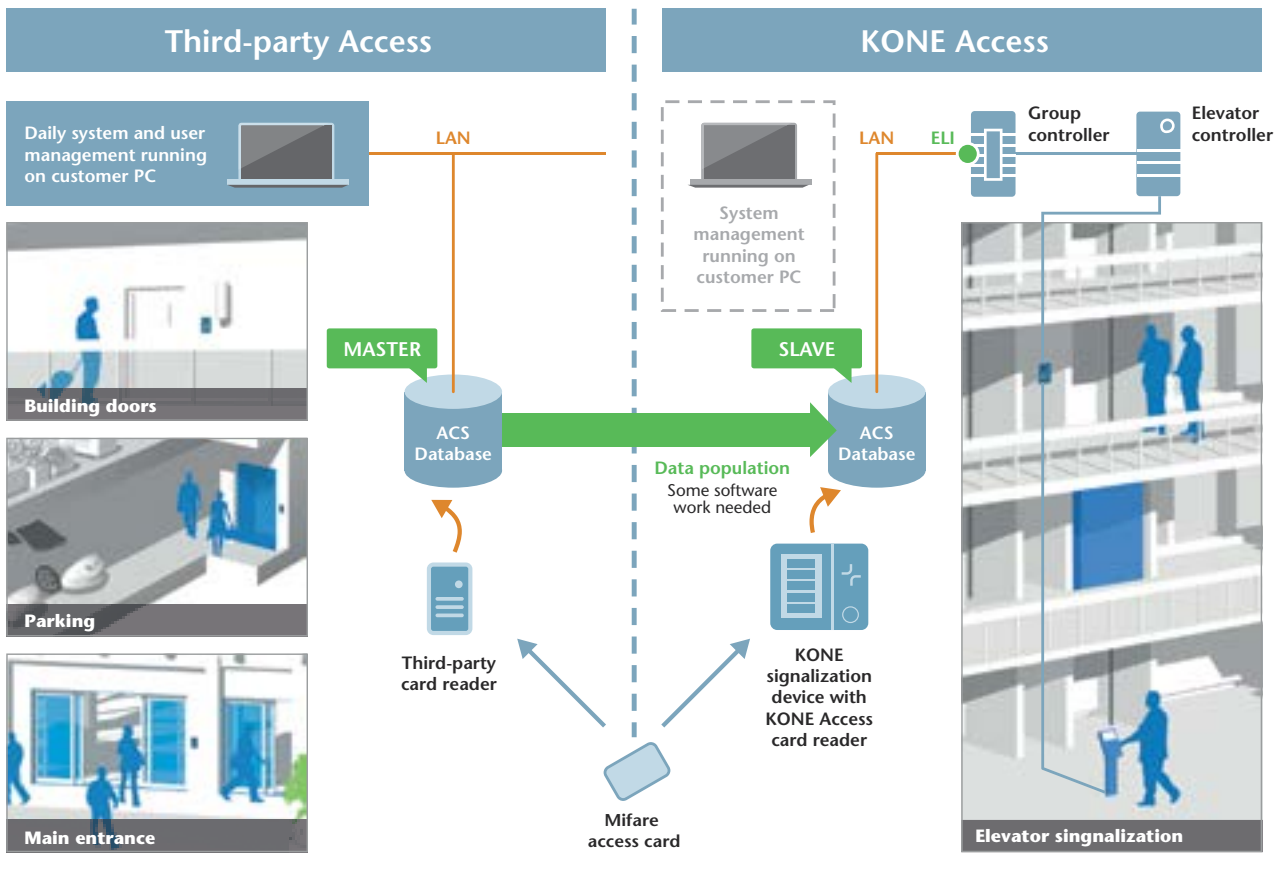 Third-party Access
KONE Access
Daily system and user
management running
on customer PC
LAN
System
management
running on
customer PC
LAN
ELI
Group
controller
Elevator
controller
Building doors
MASTER
SLAVE
ACS
Database
ACS
Database
Data population
Some software
work needed
Parking
Third-party
card reader
KONE
signalization
device with
KONE Access
card reader
Mifare
access card
Main entrance
Elevator singnalization